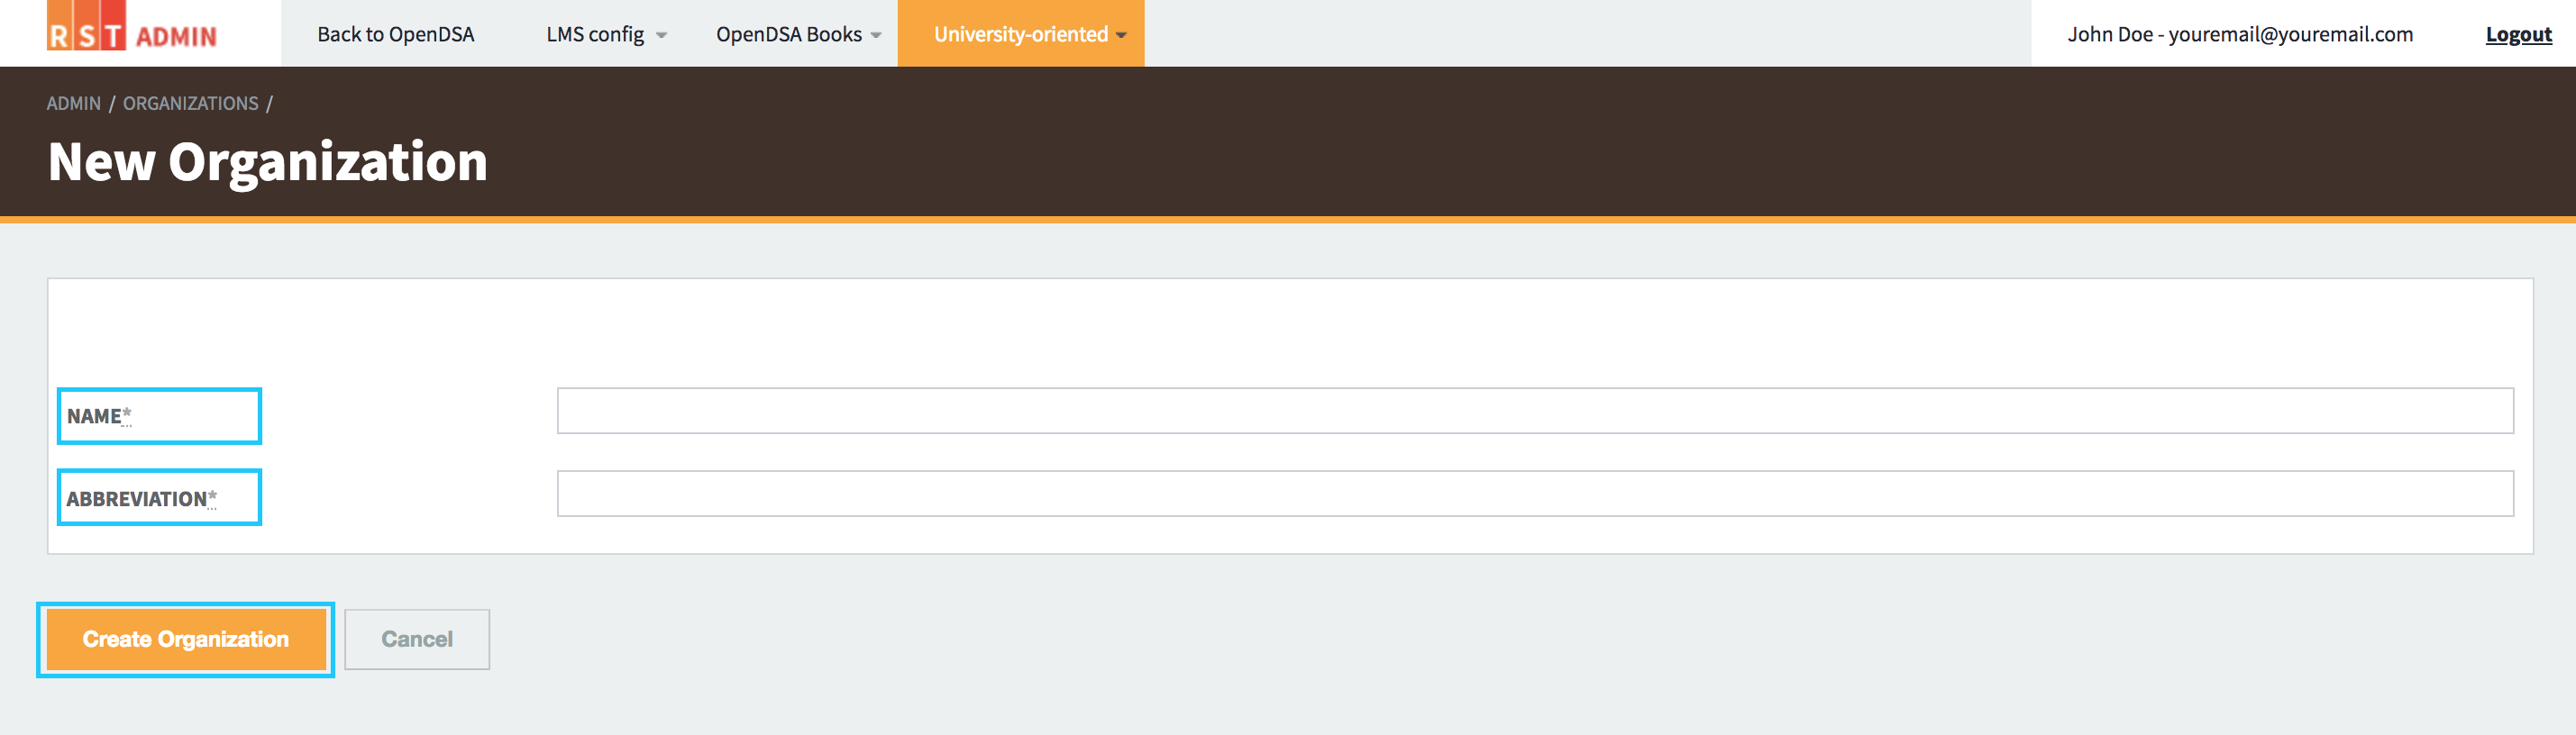 RST ADMIN Back to OpenDSA LMS config OpenDSA Books University-oriented John Doe - youremail@youremail.com Logout
ADMIN / ORGANIZATIONS /
New Organization
NAME*
ABBREVIATION*
Create Organization Cancel